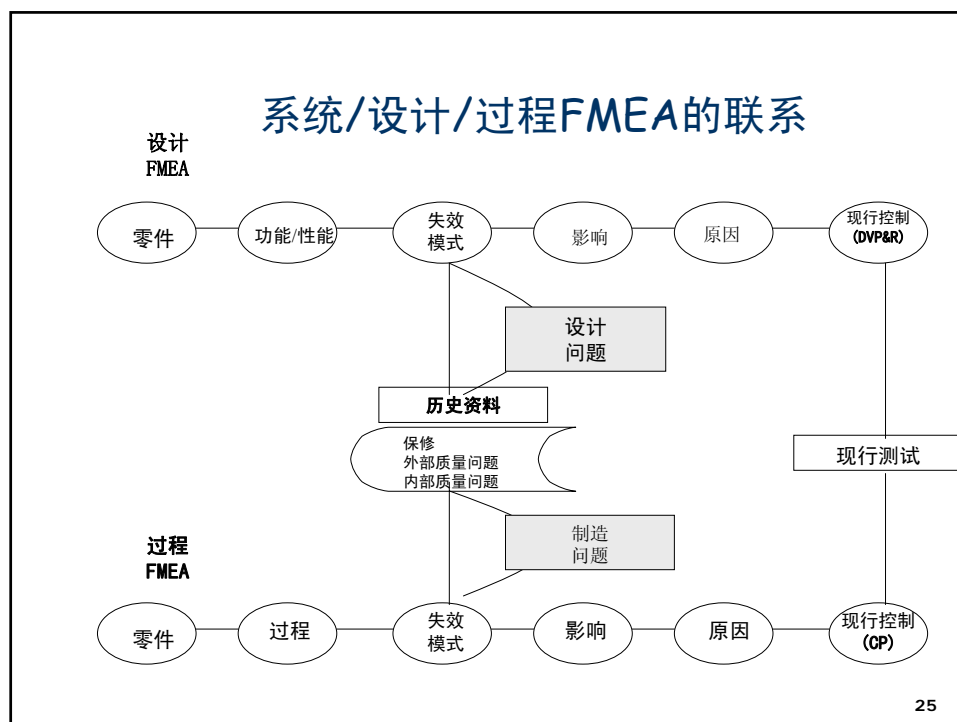 系统/设计/过程FMEA的联系
设计
FMEA
零件
功能/性能
失效
模式
影响
原因
现行控制
(DVP&R)
设计
问题
历史资料
保修
外部质量问题
内部质量问题
现行测试
制造
问题
过程
FMEA
零件
过程
失效
模式
影响
原因
现行控制
(CP)
25